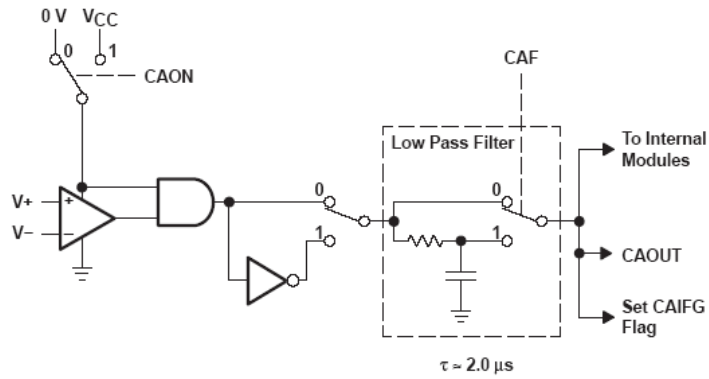 0 V VCC
0 1
CAON
CAF
Low Pass Filter
To Internal
Modules
V+ +
V− −
0
1
0
1
CAOUT
Set CAIFG
Flag
τ ≈ 2.0 µs